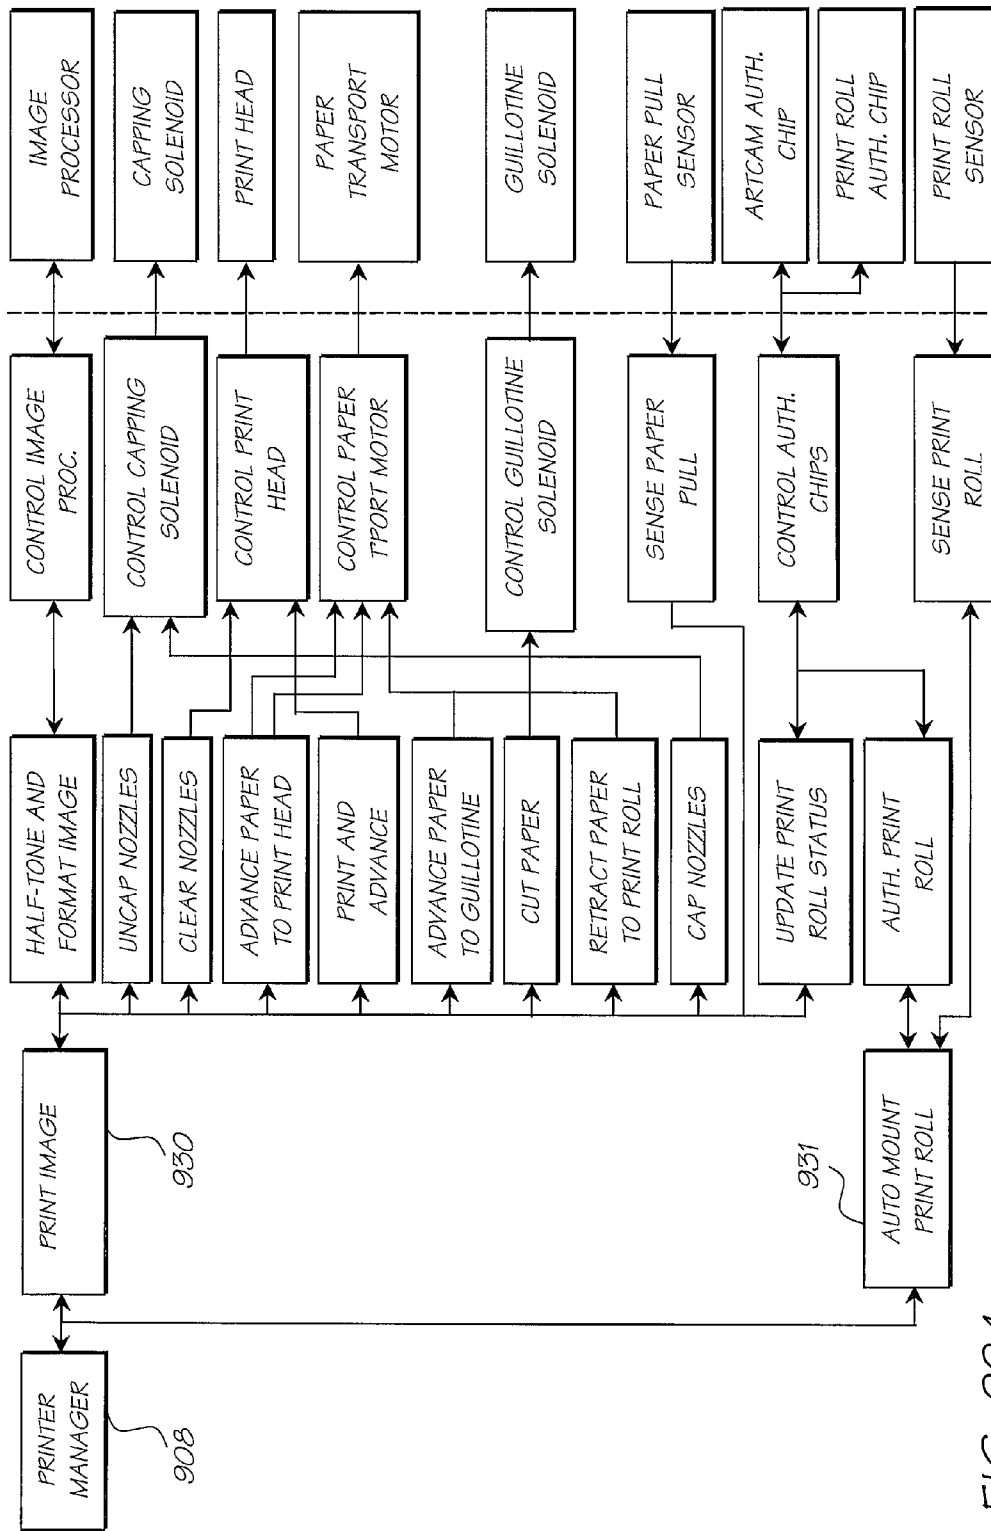 PRINTER
MANAGER
908
PRINT IMAGE
930
931
AUTO MOUNT
PRINT ROLL
HALF-TONE AND
FORMAT IMAGE
UNCAP NOZZLES
CLEAR NOZZLES
ADVANCE PAPER
TO PRINT HEAD
PRINT AND
ADVANCE
ADVANCE PAPER
TO GUILLOTINE
CUT PAPER
RETRACT PAPER
TO PRINT ROLL
CAP NOZZLES
UPDATE PRINT
ROLL STATUS
AUTH. PRINT
ROLL
CONTROL IMAGE
PROC.
CONTROL CAPPING
SOLENOID
CONTROL PRINT
HEAD
CONTROL PAPER
T'PORT MOTOR
CONTROL GUILLOTINE
SOLENOID
SENSE PAPER
PULL
CONTROL AUTH.
CHIPS
SENSE PRINT
ROLL
IMAGE
PROCESSOR
CAPPING
SOLENOID
PRINT HEAD
PAPER
TRANSPORT
MOTOR
GUILLOTINE
SOLENOID
PAPER PULL
SENSOR
ARTCAM AUTH.
CHIP
PRINT ROLL
AUTH. CHIP
PRINT ROLL
SENSOR
FIG.